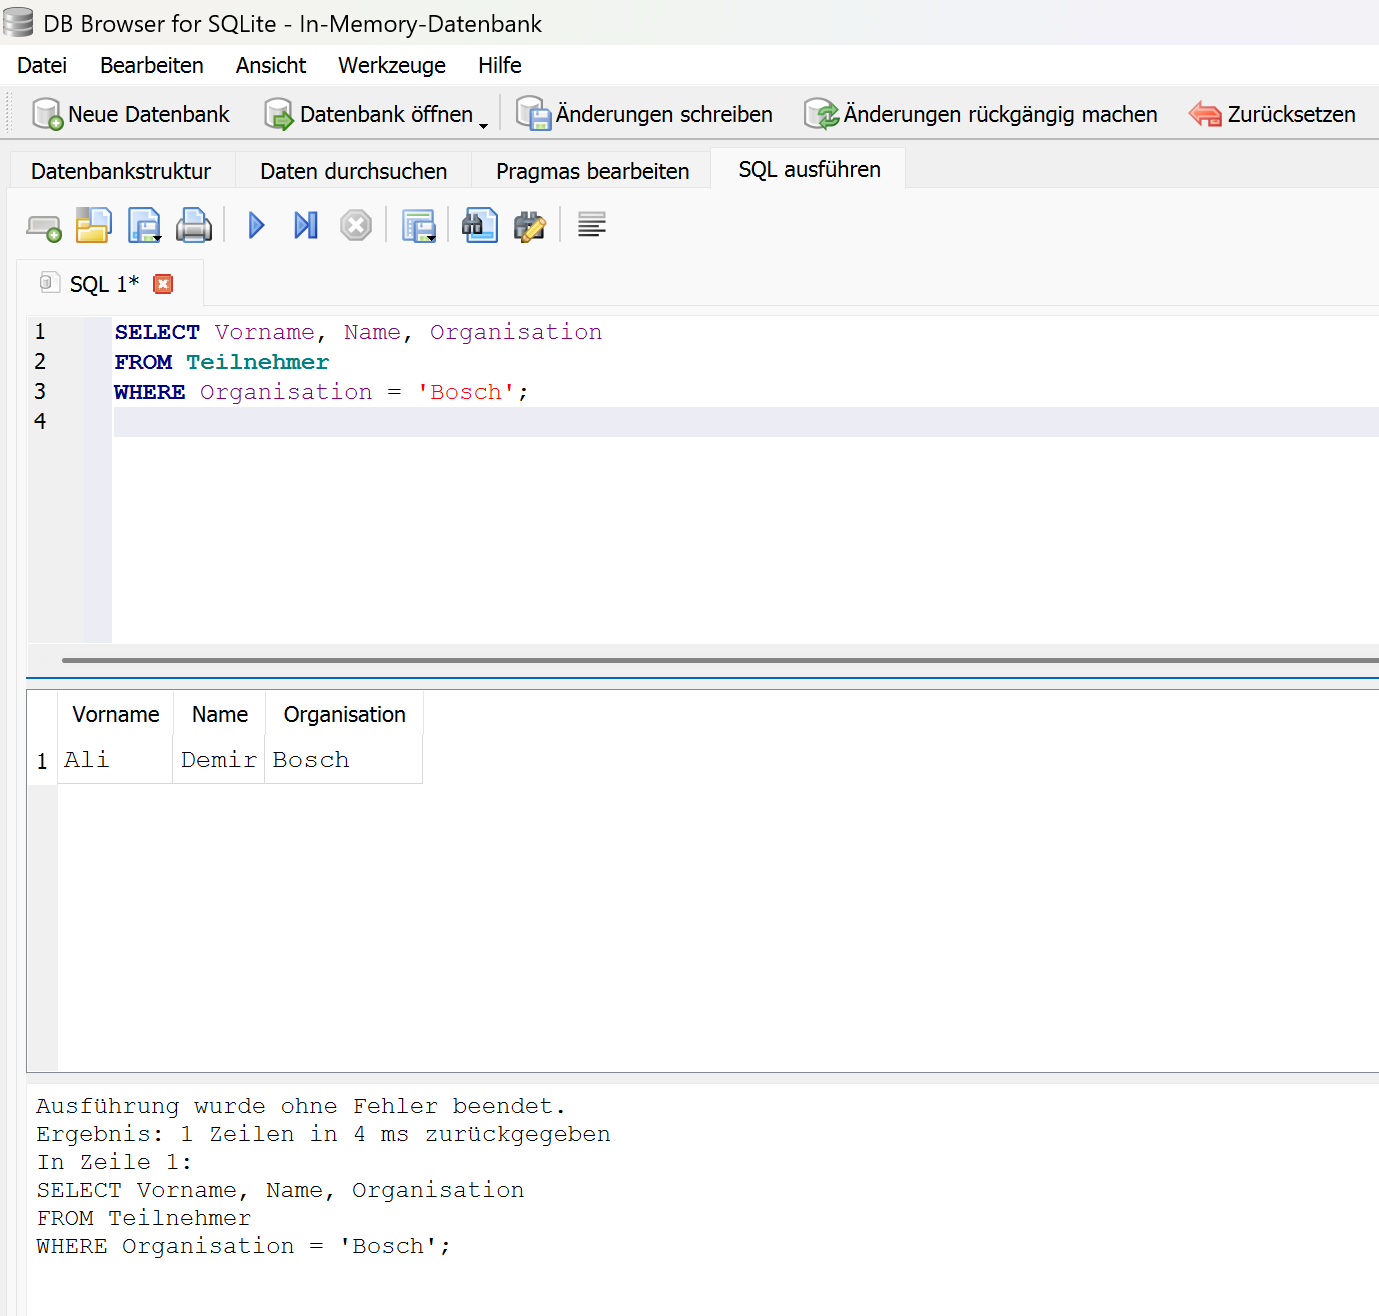 DB Browser for SQLite - In-Memory-Datenbank
Datei Bearbeiten Ansicht Werkzeuge Hilfe
Neue Datenbank Datenbank öffnen Änderungen schreiben Änderungen rückgängig machen Zurücksetzen
Datenbankstruktur Daten durchsuchen Pragmas bearbeiten SQL ausführen
SQL 1*
1 SELECT Vorname, Name, Organisation
2 FROM Teilnehmer
3 WHERE Organisation = 'Bosch';
4
Vorname Name Organisation
1 Ali Demir Bosch
Ausführung wurde ohne Fehler beendet.
Ergebnis: 1 Zeilen in 4 ms zurückgegeben
In Zeile 1:
SELECT Vorname, Name, Organisation
FROM Teilnehmer
WHERE Organisation = 'Bosch';